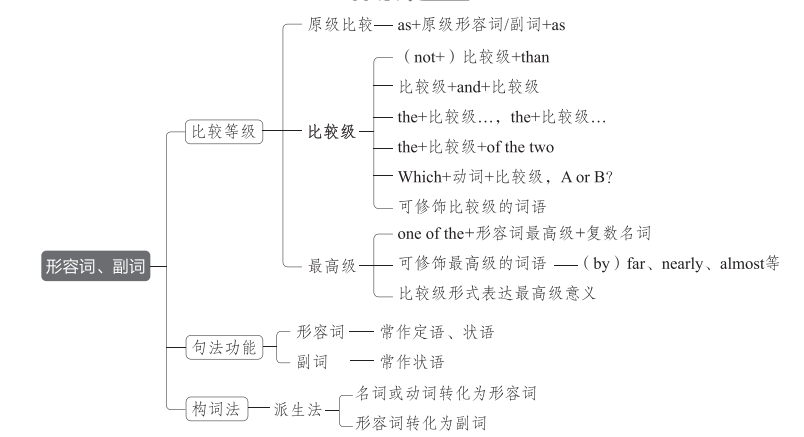 形容词、副词
比较等级
原级比较 as+原级形容词/副词+as
比较级
（not+）比较级+than
比较级+and+比较级
the+比较级…，the+比较级…
the+比较级+of the two
Which+动词+比较级，A or B?
可修饰比较级的词语
最高级
one of the+形容词最高级+复数名词
可修饰最高级的词语 （by）far、nearly、almost等
比较级形式表达最高级意义
句法功能
形容词 常作定语、状语
副词 常作状语
构词法
派生法
名词或动词转化为形容词
形容词转化为副词